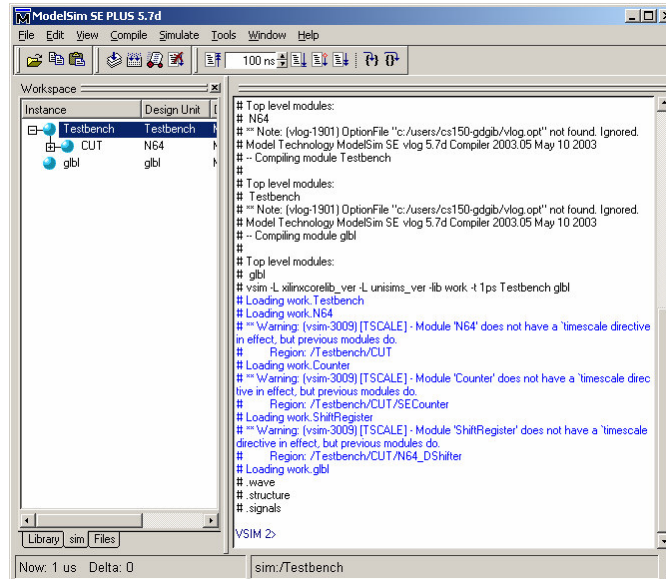 ModelSim SE PLUS 5.7d
File Edit View Compile Simulate Tools Window Help
100 ns
Workspace
Instance Design Unit
Testbench Testbench
CUT N64
glbl glbl
Library sim Files
# Top level modules:
# N64
# ** Note: (vlog-1901) OptionFile "c:/users/cs150-gdgib/vlog.opt" not found. Ignored.
# Model Technology ModelSim SE vlog 5.7d Compiler 2003.05 May 10 2003
# -- Compiling module Testbench
#
# Top level modules:
# Testbench
# ** Note: (vlog-1901) OptionFile "c:/users/cs150-gdgib/vlog.opt" not found. Ignored.
# Model Technology ModelSim SE vlog 5.7d Compiler 2003.05 May 10 2003
# -- Compiling module glbl
#
# Top level modules:
# glbl
# vsim -L xilinxcorelib_ver -L unisims_ver -lib work -t 1ps Testbench glbl
# Loading work.Testbench
# Loading work.N64
# ** Warning: (vsim-3009) [TSCALE] - Module 'N64' does not have a `timescale directive
in effect, but previous modules do.
# Region: /Testbench/CUT
# Loading work.Counter
# ** Warning: (vsim-3009) [TSCALE] - Module 'Counter' does not have a `timescale direc
tive in effect, but previous modules do.
# Region: /Testbench/CUT/SECounter
# Loading work.ShiftRegister
# ** Warning: (vsim-3009) [TSCALE] - Module 'ShiftRegister' does not have a `timescale
directive in effect, but previous modules do.
# Region: /Testbench/CUT/N64_DShifter
# Loading work.glbl
# .wave
# .structure
# .signals
VSIM 2>
Now: 1 us Delta: 0 sim:/Testbench